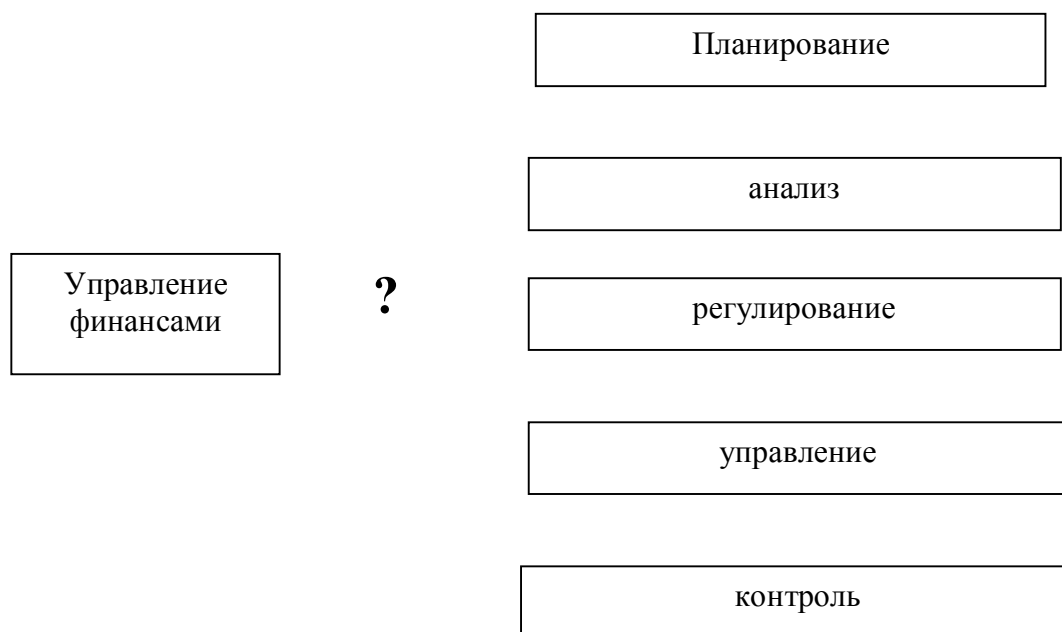 Планирование
анализ
Управление
финансами
?
регулирование
управление
контроль